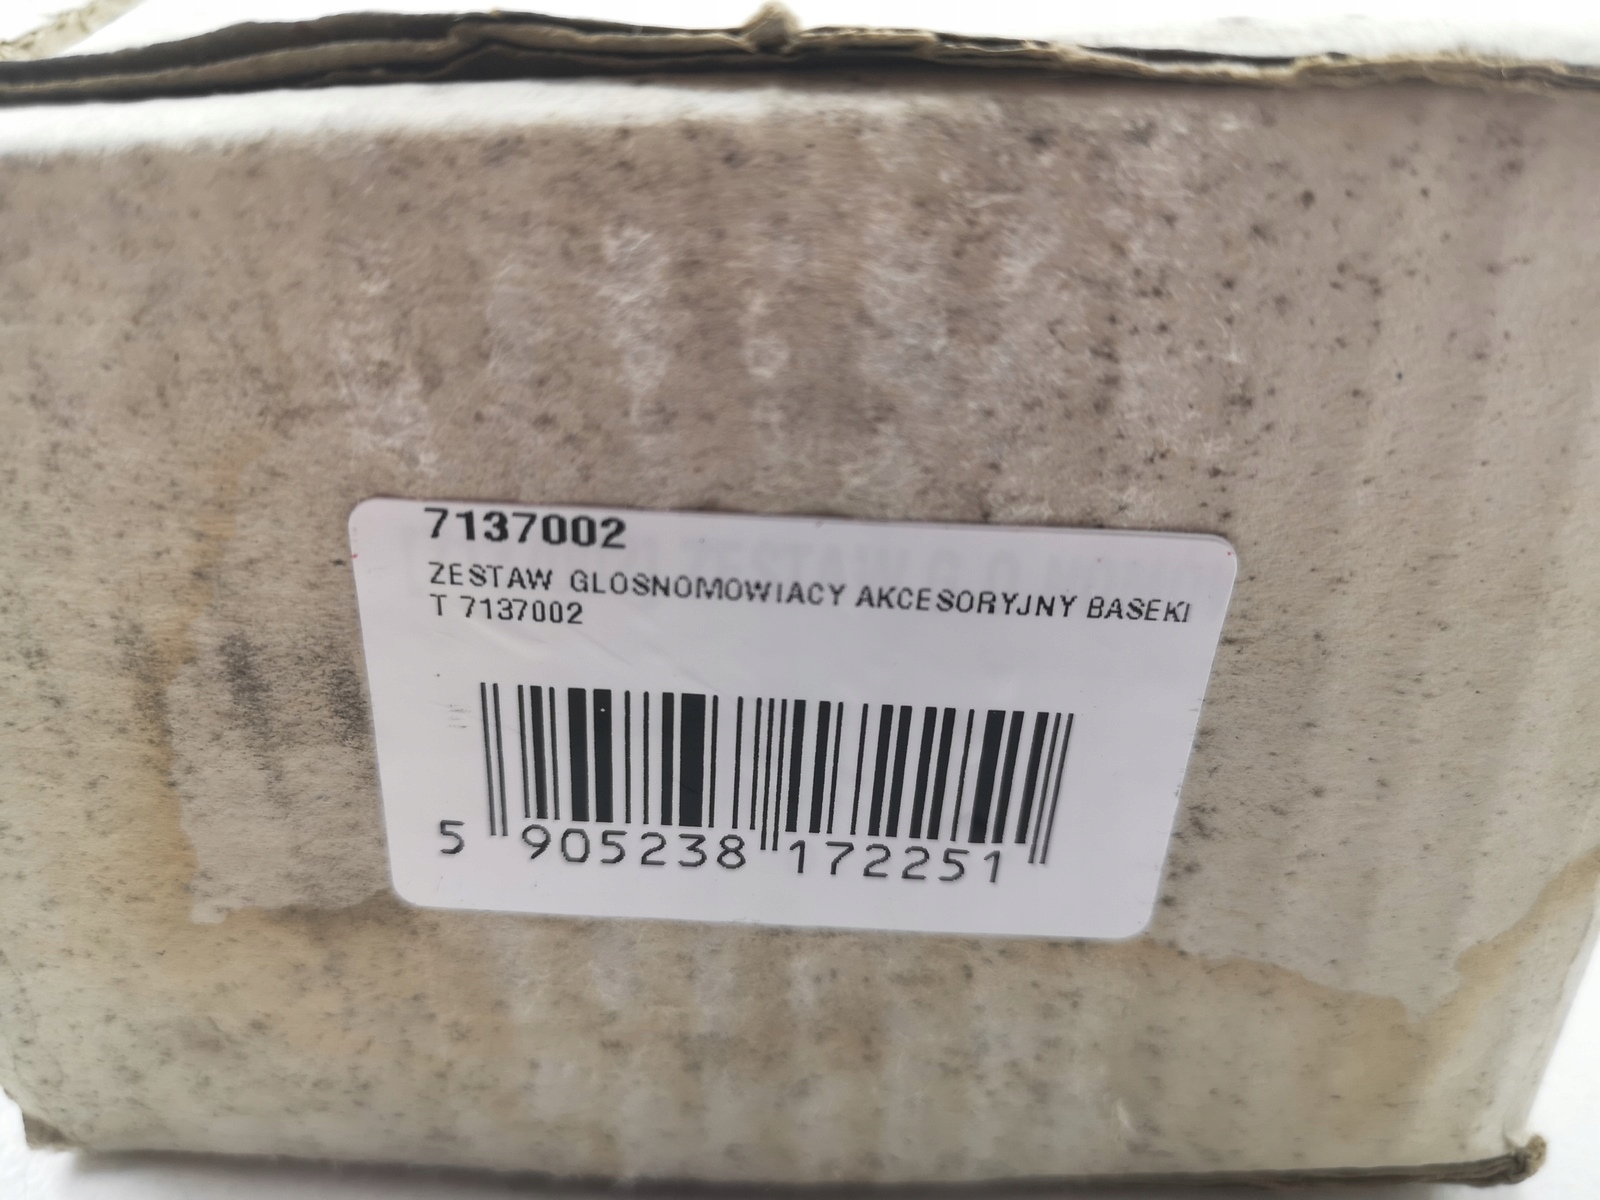 7137002
ZESTAW GLOSNOMOWIACY AKCESORYJNY BASEKI
T 7137002
5 905238 172251